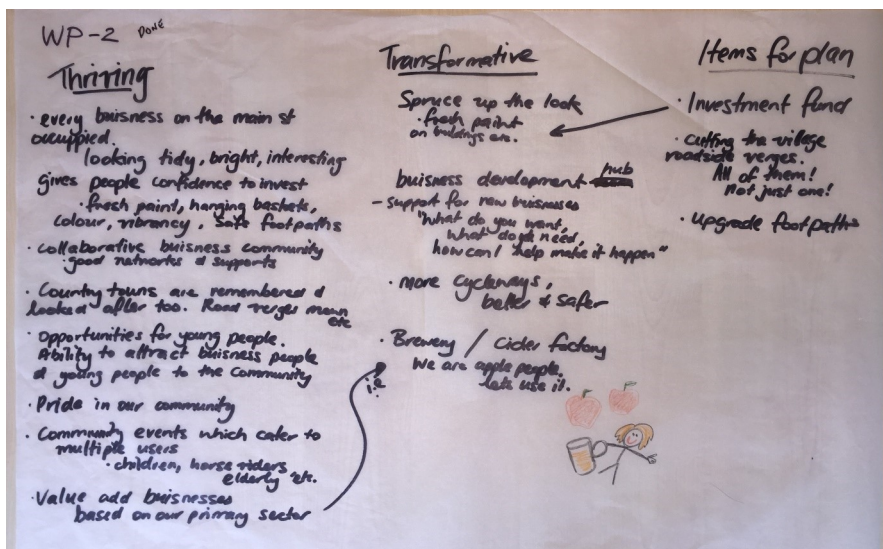 WP-2 DONE
Thriving
· every buisness on the main st
occuppied.
looking tidy, bright, interesting
gives people confidence to invest
· fresh paint, hanging baskets,
colour, vibrancy, safe footpaths
· collaborative buisness community
· good networks & supports
· Country towns are remembered &
looked after too. Road verges mown
etc
· opportunities for young people.
Ability to attract buisness people
& young people to the community
· Pride in our community
· Community events which cater to
multiple users
· children, horse riders,
elderly etc.
· Value add buisnesses
based on our primary sector
i.e
Transformative
Spruce up the look
· fresh paint
on buildings etc.
buisness development hub
- support for new buisnesses
"what do you want,
what do you need,
how can I help make it happen"
· more cycleways,
better & safer
· Brewery / Cider factory
We are apple people,
lets use it.
Items for plan
· Investment fund
· cutting the village
roadside verges.
All of them!
not just one!
· upgrade footpaths